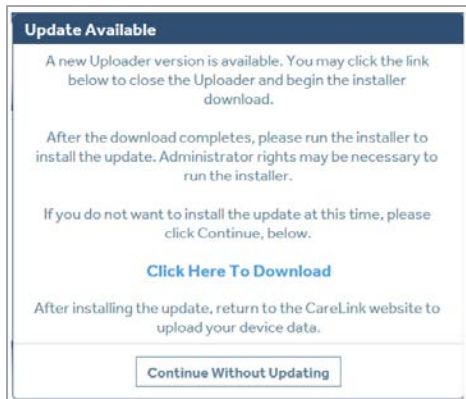 Update Available
A new Uploader version is available. You may click the link
below to close the Uploader and begin the installer
download.
After the download completes, please run the installer to
install the update. Administrator rights may be necessary to
run the installer.
If you do not want to install the update at this time, please
click Continue, below.
Click Here To Download
After installing the update, return to the CareLink website to
upload your device data.
Continue Without Updating